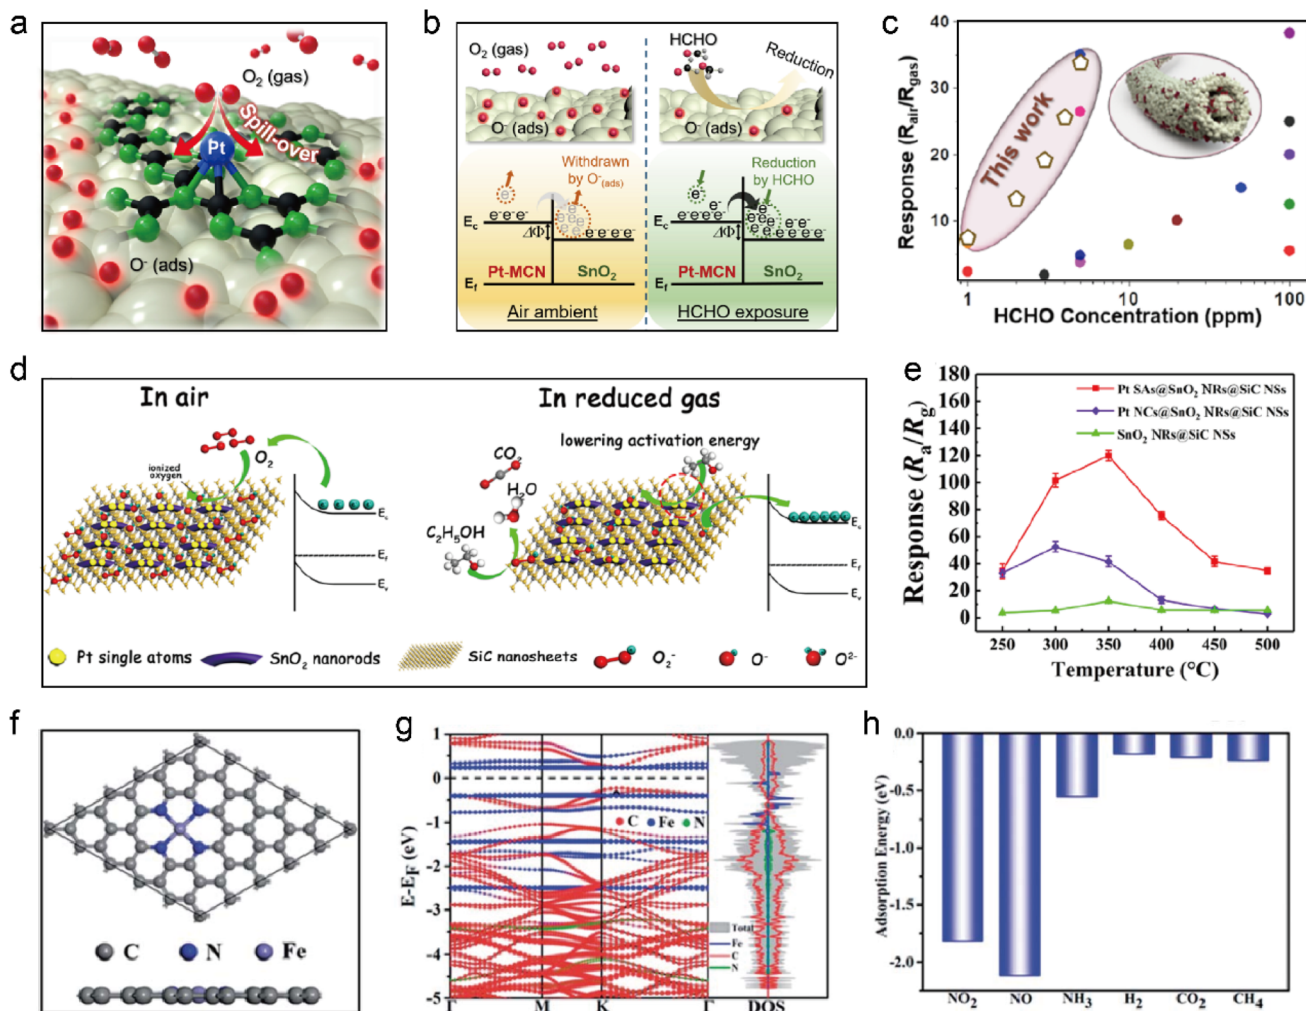 a
O₂ (gas)
Pt
Spill-over
O⁻ (ads)
b
O₂ (gas)
HCHO
Reduction
O⁻ (ads)
O⁻ (ads)
Withdrawn
by O⁻(ads)
Reduction
by HCHO
e⁻
e⁻
Ec
e⁻e⁻e⁻
ΔΦ
e⁻e⁻e⁻e⁻
Ec
e⁻e⁻e⁻
ΔΦ
e⁻e⁻e⁻e⁻
Pt-MCN
SnO₂
Pt-MCN
SnO₂
Ef
Ef
Air ambient
HCHO exposure
c
Response (Rair/Rgas)
40
30
20
10
This work
1
10
100
HCHO Concentration (ppm)
d
In air
In reduced gas
lowering activation energy
O₂
ionized
oxygen
CO₂
H₂O
C₂H₅OH
Ec
Ef
Ev
Ec
Ef
Ev
Pt single atoms
SnO₂ nanorods
SiC nanosheets
O₂⁻
O⁻
O²⁻
e
Response (Ra/Rg)
180
160
140
120
100
80
60
40
20
0
Pt SAs@SnO₂ NRs@SiC NSs
Pt NCs@SnO₂ NRs@SiC NSs
SnO₂ NRs@SiC NSs
250 300 350 400 450 500
Temperature (°C)
f
C N Fe
g
E-EF (eV)
1
0
-1
-2
-3
-4
-5
C Fe N
Total
Fe
C
N
Γ M K Γ DOS
h
Adsorption Energy (eV)
0.0
-0.5
-1.0
-1.5
-2.0
NO₂ NO NH₃ H₂ CO₂ CH₄